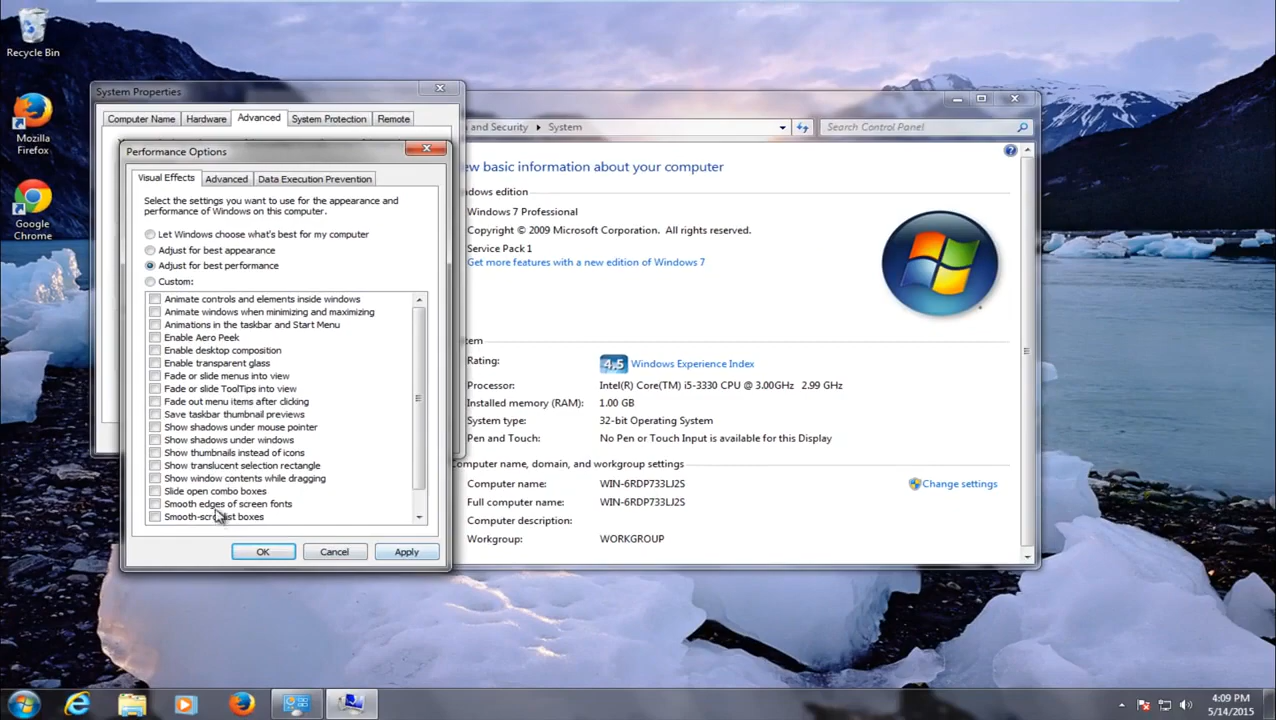 Recycle Bin
Mozilla
Firefox
Google
Chrome
System Properties
Computer Name
Hardware
Advanced
System Protection
Remote
Performance Options
Visual Effects
Advanced
Data Execution Prevention
Select the settings you want to use for the appearance and
performance of Windows on this computer.
Let Windows choose what's best for my computer
Adjust for best appearance
Adjust for best performance
Custom:
Animate controls and elements inside windows
Animate windows when minimizing and maximizing
Animations in the taskbar and Start Menu
Enable Aero Peek
Enable desktop composition
Enable transparent glass
Fade or slide menus into view
Fade or slide ToolTips into view
Fade out menu items after clicking
Save taskbar thumbnail previews
Show shadows under mouse pointer
Show shadows under windows
Show thumbnails instead of icons
Show translucent selection rectangle
Show window contents while dragging
Slide open combo boxes
Smooth edges of screen fonts
boxes
OK
Cancel
Apply
and Security
System
Search Control Panel
basic information about your computer
edition
Windows 7 Professional
Copyright © 2009 Microsoft Corporation. All rights reserved.
Service Pack 1
Get more features with a new edition of Windows 7
Rating:
4,5
Windows Experience Index
Processor:
Intel(R) Core(TM) i5-3330 CPU @ 3.00GHz 2.99 GHz
Installed memory (RAM):
1.00 GB
System type:
32-bit Operating System
Pen and Touch:
No Pen or Touch Input is available for this Display
Computer name, domain, and workgroup settings
Computer name:
WIN-6RDP733LJ2S
Change settings
Full computer name:
WIN-6RDP733LJ2S
Computer description:
Workgroup:
WORKGROUP
4:09 PM
5/14/2015